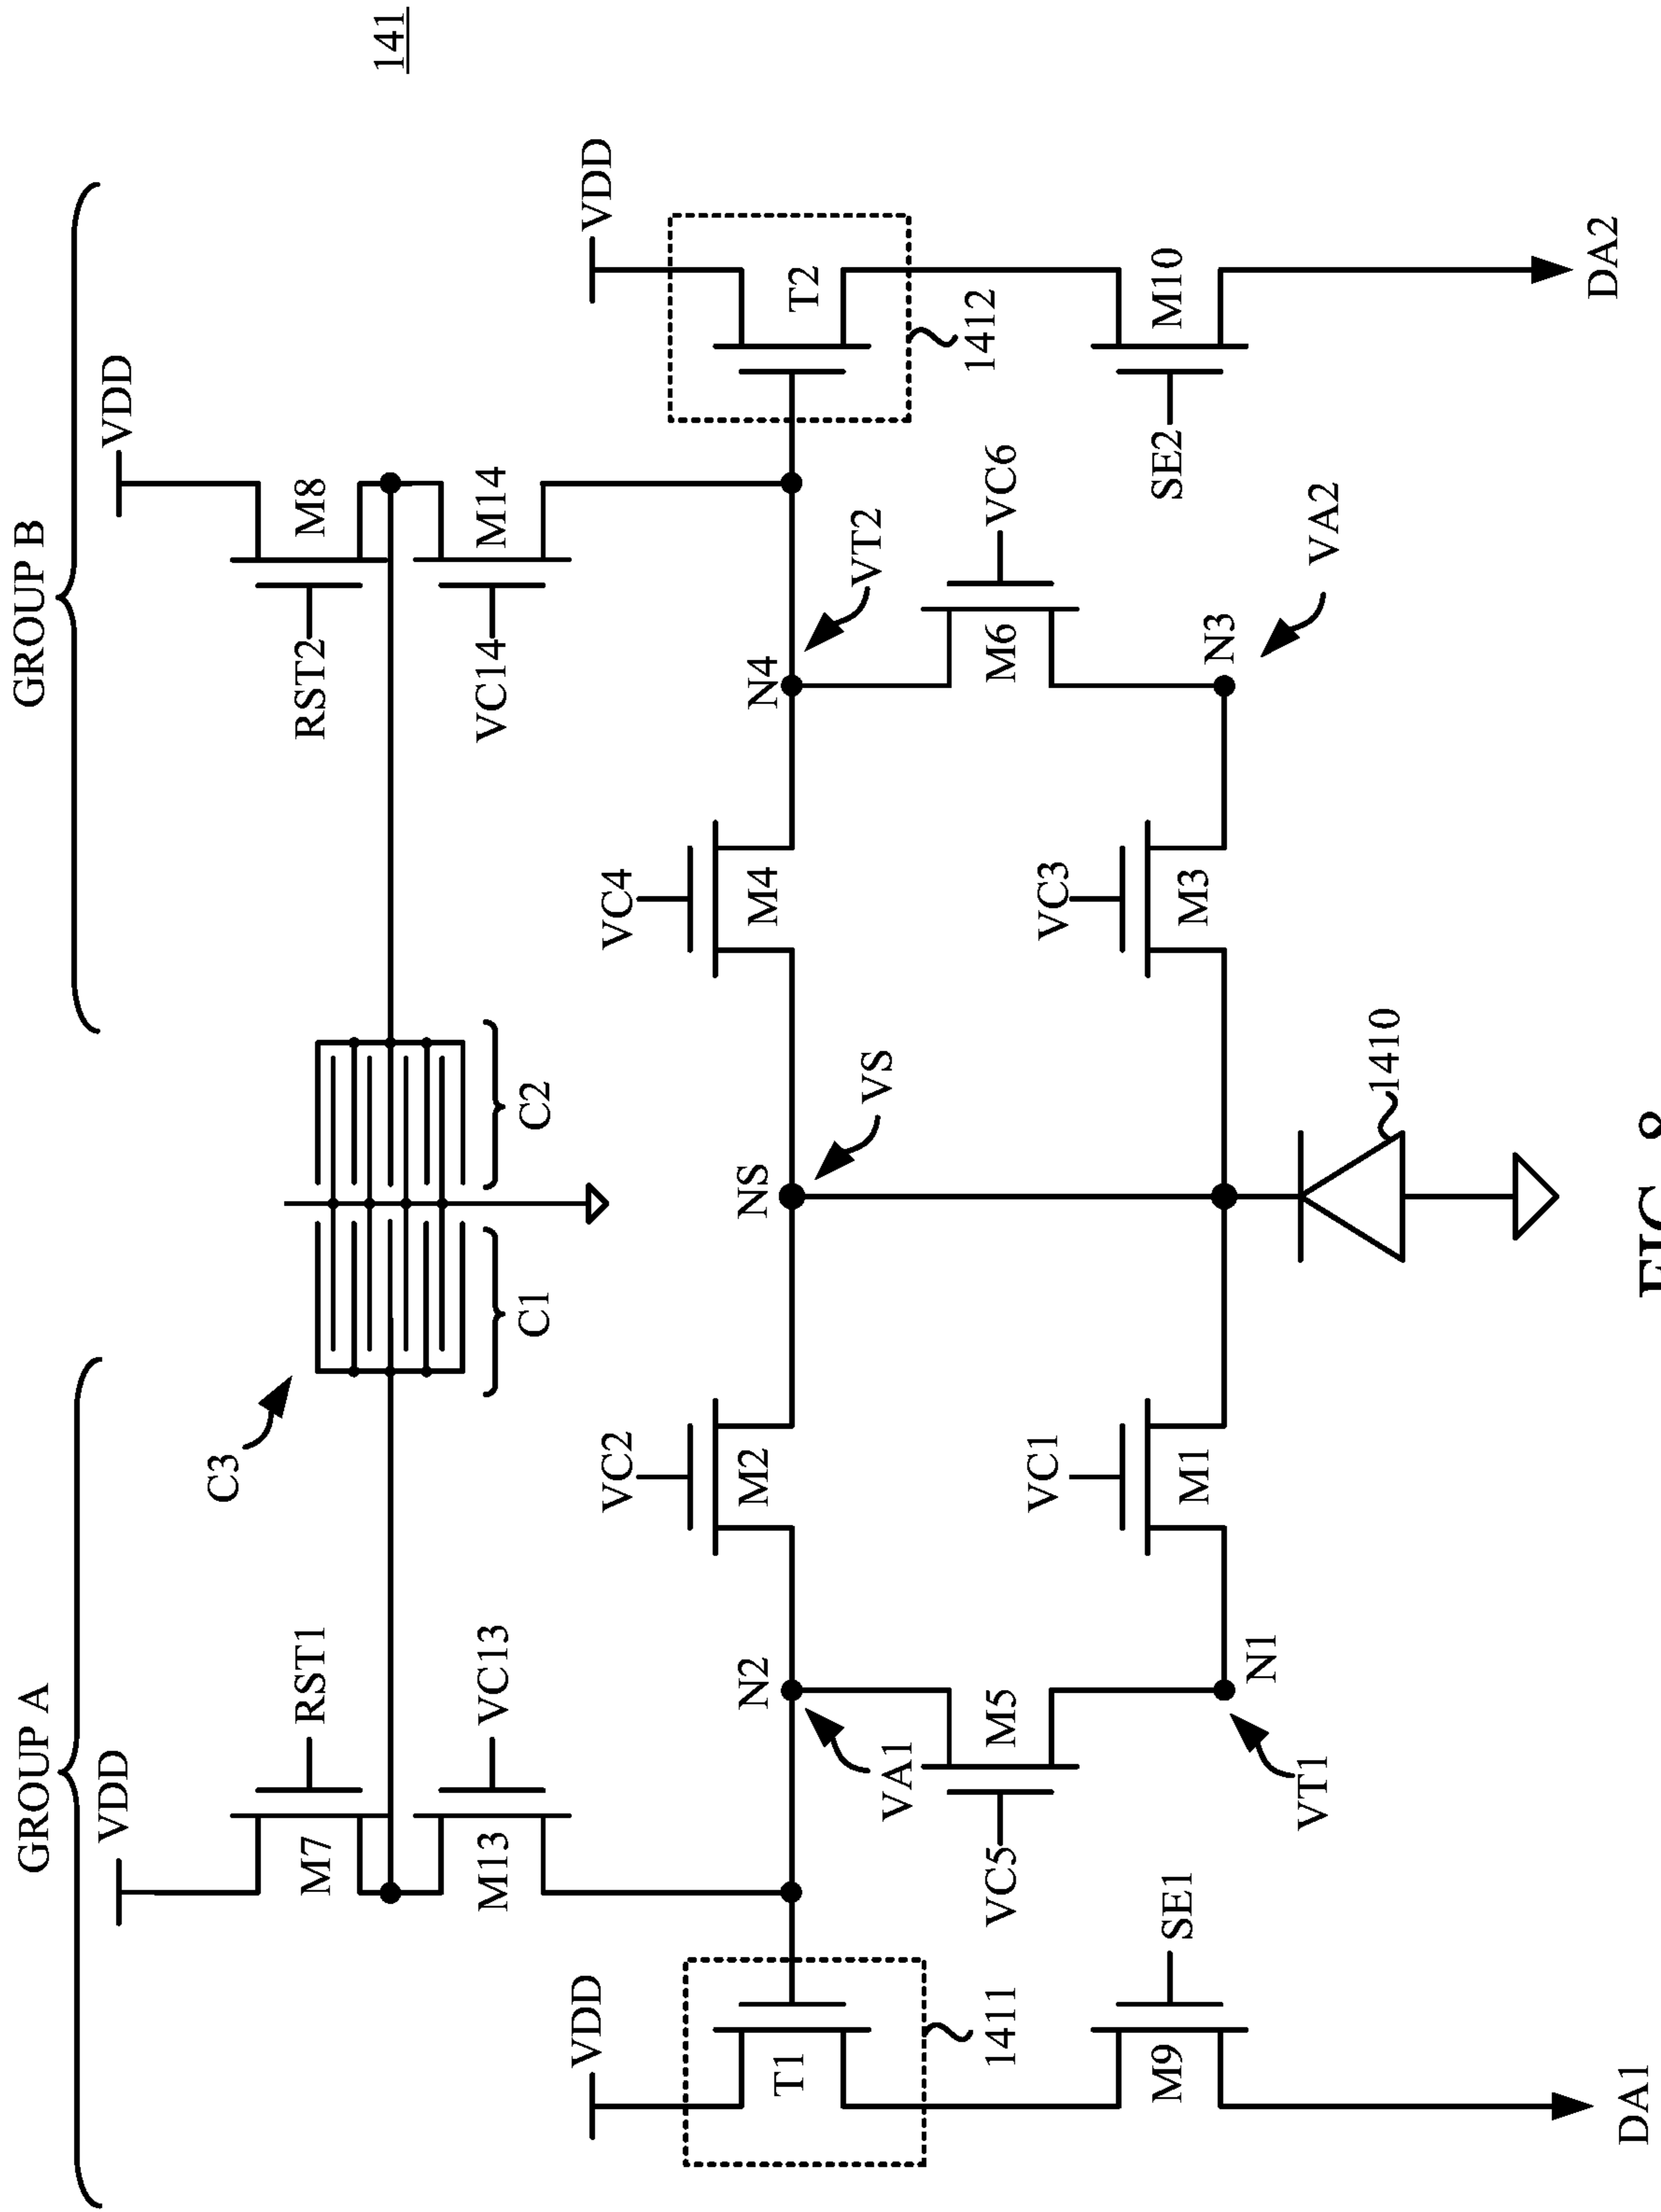 141
GROUP A
GROUP B
VDD
VDD
M7
RST1
RST2
M8
C3
M13
VC13
VC14
M14
C1
C2
VDD
VDD
VC2
VC4
T1
N2
M2
NS
M4
N4
T2
VA1
VS
VT2
1411
VC5
M5
M6
VC6
1412
VC1
VC3
M9
SE1
M1
M3
SE2
M10
N1
N3
VT1
VA2
1410
DA1
DA2
FIG. 8